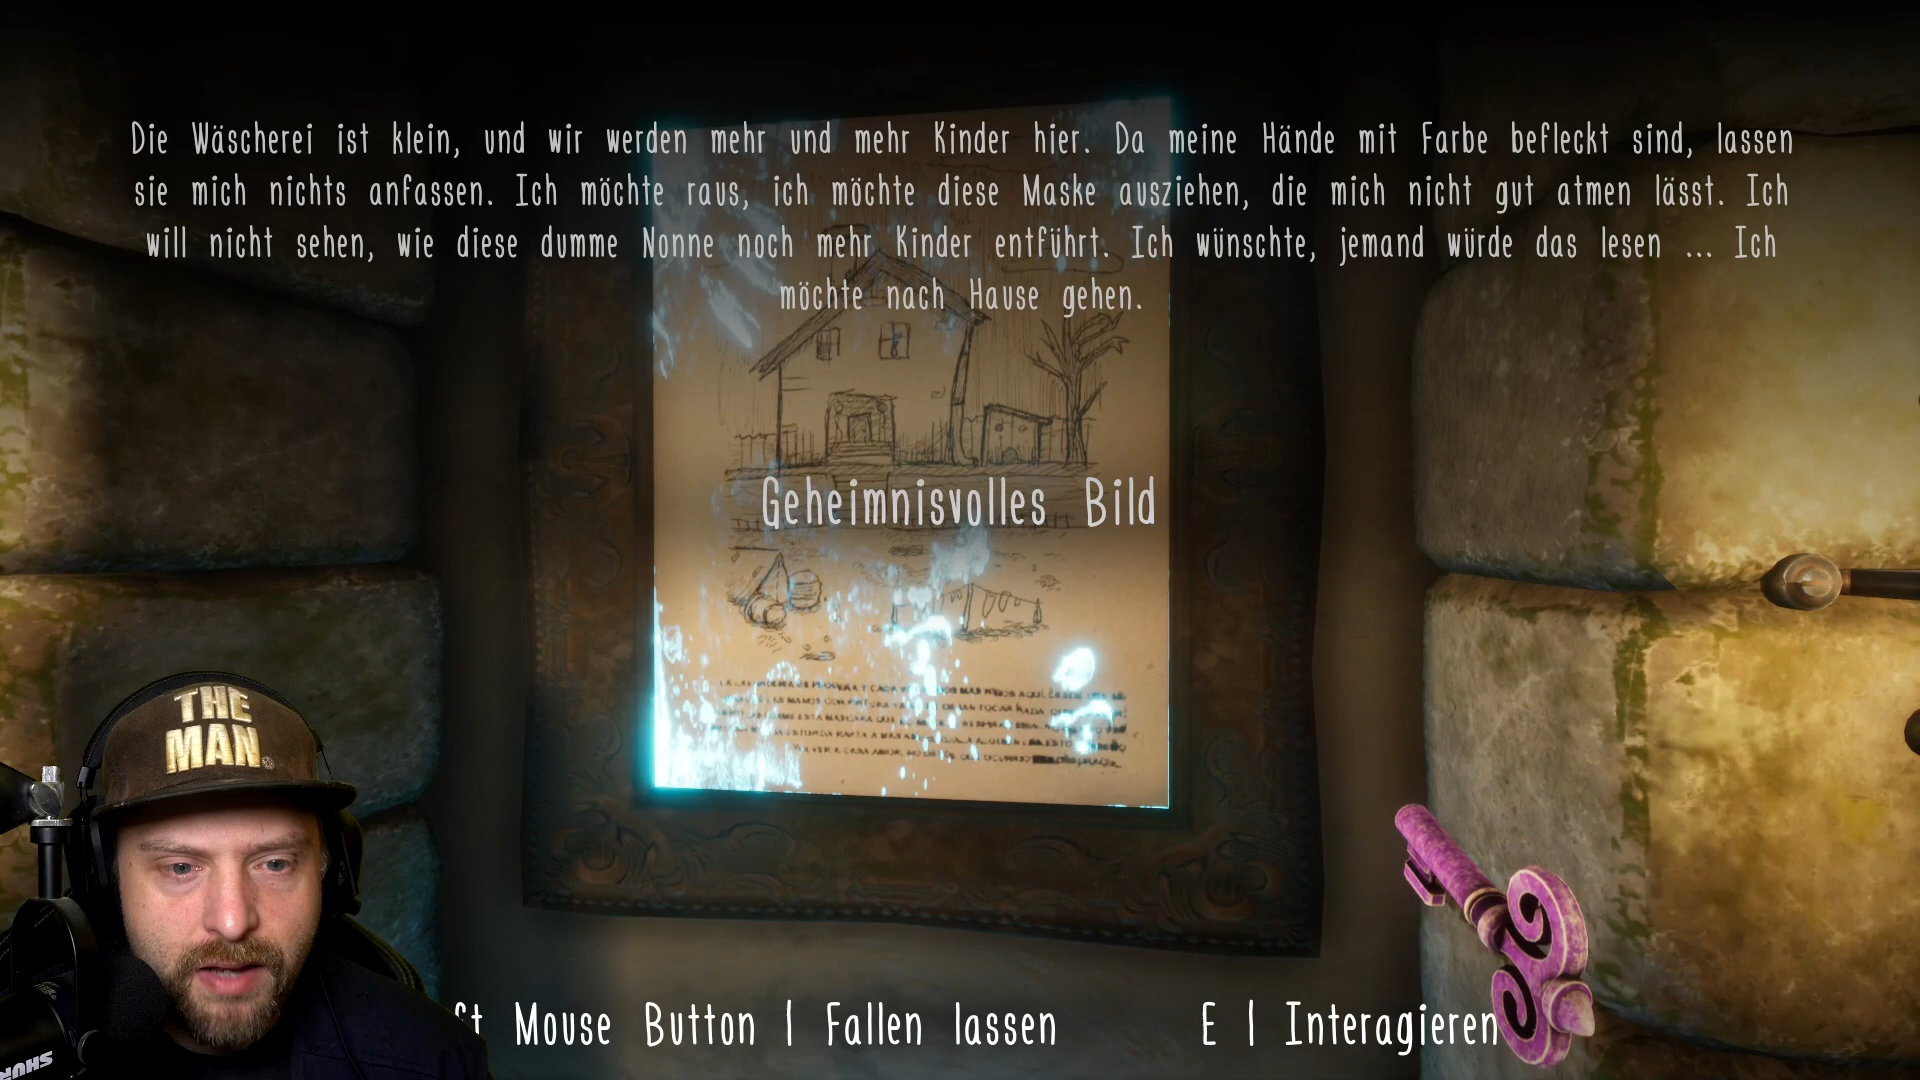 Die Wäscherei ist klein, und wir werden mehr und mehr Kinder hier. Da meine Hände mit Farbe befleckt sind, lassen
sie mich nichts anfassen. Ich möchte raus, ich möchte diese Maske ausziehen, die mich nicht gut atmen lässt. Ich
will nicht sehen, wie diese dumme Nonne noch mehr Kinder entführt. Ich wünschte, jemand würde das lesen ... Ich
möchte nach Hause gehen.
Geheimnisvolles Bild
THE
MAN.
Mouse Button | Fallen lassen
E | Interagieren
SHURE